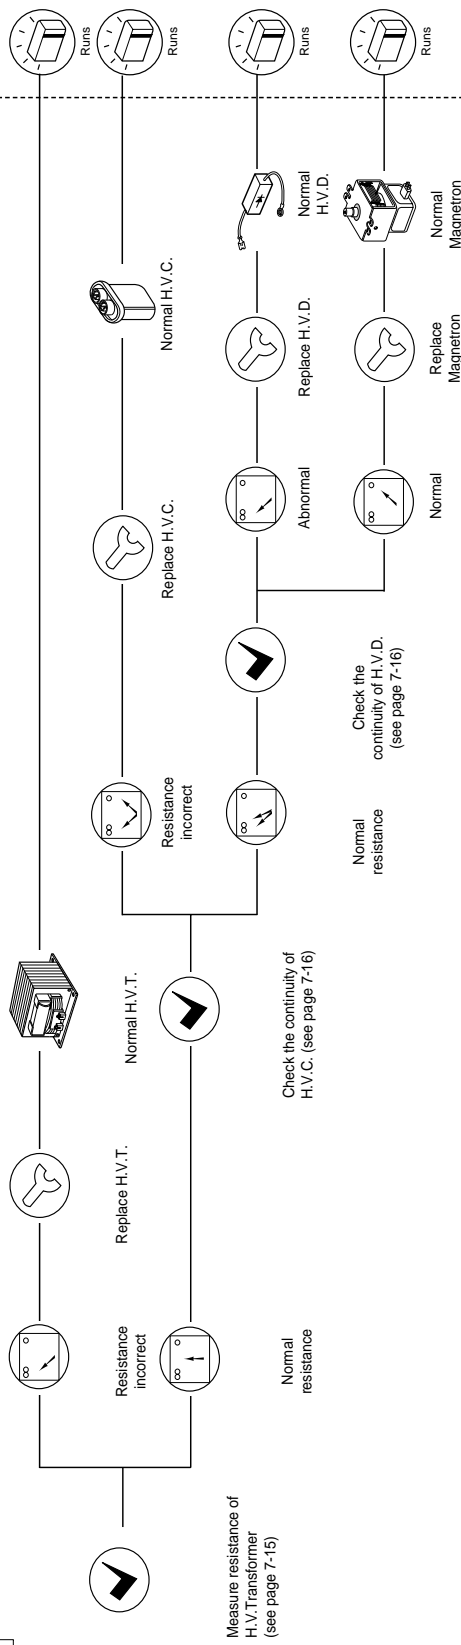 Measure resistance of
H.V.Transformer
(see page 7-15)
Resistance
incorrect
Replace H.V.T.
Normal H.V.T.
Runs
Normal
resistance
Check the continuity of
H.V.C. (see page 7-16)
Resistance
incorrect
Replace H.V.C.
Normal H.V.C.
Runs
Normal
resistance
Check the
continuity of H.V.D.
(see page 7-16)
Abnormal
Replace H.V.D.
Normal
H.V.D.
Runs
Normal
Replace
Magnetron
Normal
Magnetron
Runs